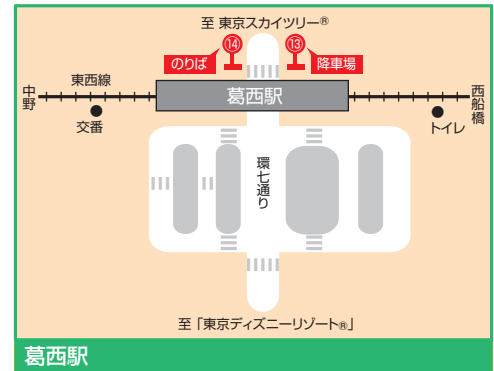 至 東京スカイツリー®
⑭
⑬
のりば
降車場
中野
東西線
葛西駅
西船橋
交番
トイレ
環七通り
至「東京ディズニーリゾート®」
葛西駅